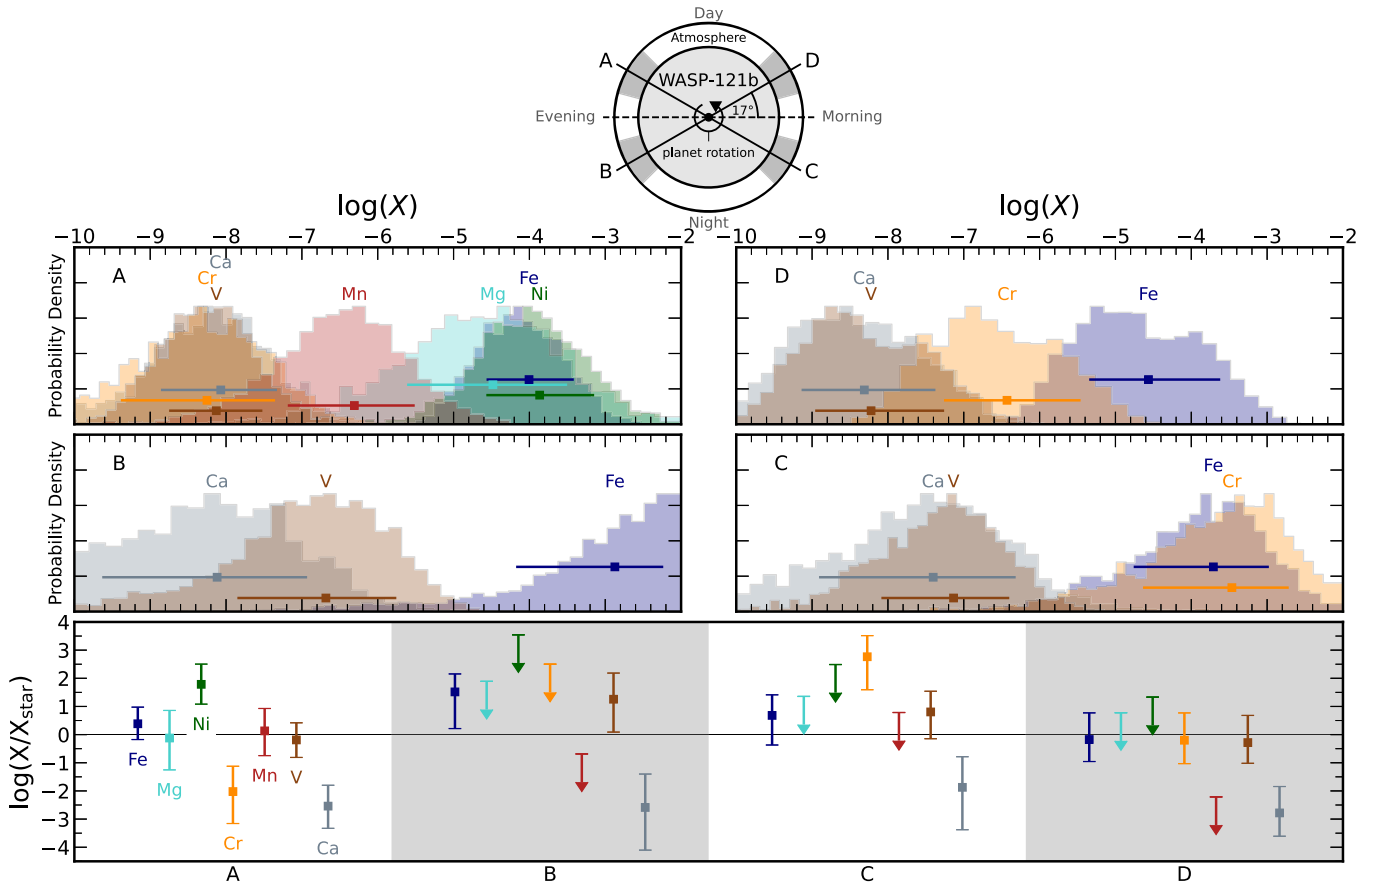 Day
Atmosphere
A
D
WASP-121b
17°
Evening
Morning
planet rotation
B
C
Night
log(X)
log(X)
−10 −9 −8 −7 −6 −5 −4 −3 −2
−10 −9 −8 −7 −6 −5 −4 −3 −2
Probability Density
A
Ca
Cr
V
Mn
Mg
Fe
Ni
D
Ca
V
Cr
Fe
Probability Density
B
Ca
V
Fe
C
Ca
V
Fe
Cr
log(X/X_star)
4
3
2
1
0
−1
−2
−3
−4
Fe
Mg
Ni
Cr
Mn
V
Ca
A B C D